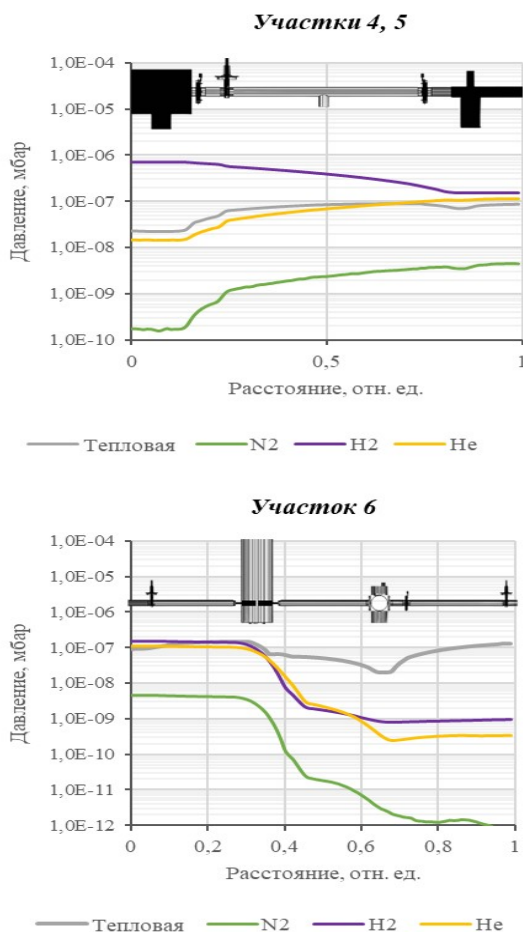 Участки 4, 5
1,0E-04
1,0E-05
1,0E-06
1,0E-07
1,0E-08
1,0E-09
1,0E-10
Давление, мбар
0 0,5 1
Расстояние, отн. ед.
Тепловая N2 H2 He
Участок 6
1,0E-04
1,0E-05
1,0E-06
1,0E-07
1,0E-08
1,0E-09
1,0E-10
1,0E-11
1,0E-12
Давление, мбар
0 0,2 0,4 0,6 0,8 1
Расстояние, отн. ед.
Тепловая N2 H2 He